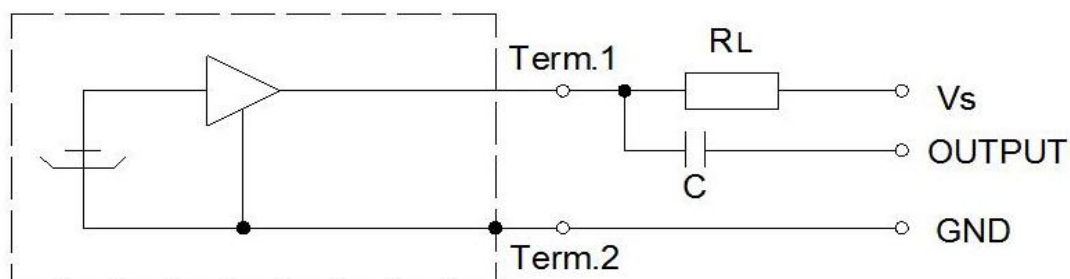 Term.1
RL
Vs
OUTPUT
C
GND
Term.2